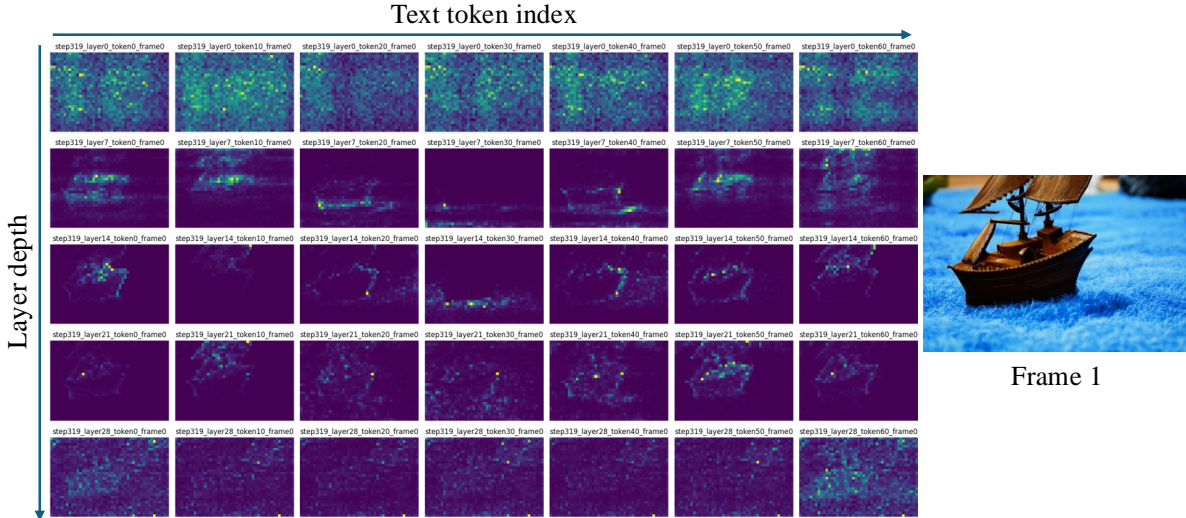 Text token index
Layer depth
step319_layer0_token0_frame0 step319_layer0_token10_frame0 step319_layer0_token20_frame0 step319_layer0_token30_frame0 step319_layer0_token40_frame0 step319_layer0_token50_frame0 step319_layer0_token60_frame0
step319_layer7_token0_frame0 step319_layer7_token10_frame0 step319_layer7_token20_frame0 step319_layer7_token30_frame0 step319_layer7_token40_frame0 step319_layer7_token50_frame0 step319_layer7_token60_frame0
step319_layer14_token0_frame0 step319_layer14_token10_frame0 step319_layer14_token20_frame0 step319_layer14_token30_frame0 step319_layer14_token40_frame0 step319_layer14_token50_frame0 step319_layer14_token60_frame0
step319_layer21_token0_frame0 step319_layer21_token10_frame0 step319_layer21_token20_frame0 step319_layer21_token30_frame0 step319_layer21_token40_frame0 step319_layer21_token50_frame0 step319_layer21_token60_frame0
step319_layer28_token0_frame0 step319_layer28_token10_frame0 step319_layer28_token20_frame0 step319_layer28_token30_frame0 step319_layer28_token40_frame0 step319_layer28_token50_frame0 step319_layer28_token60_frame0
Frame 1